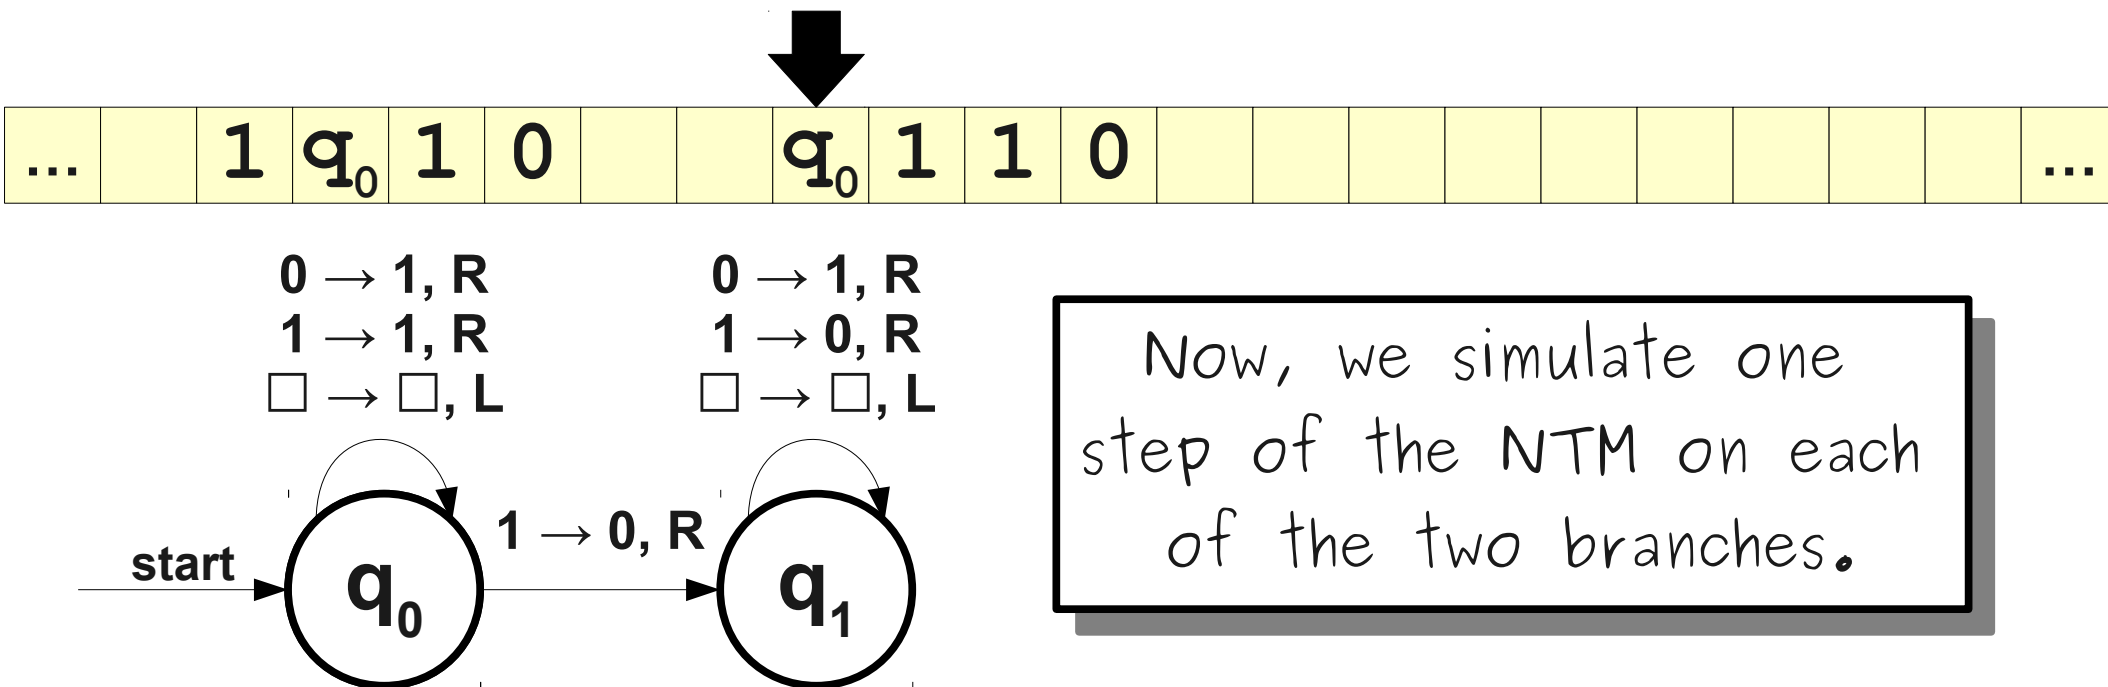 ... 1 q₀ 1 0 q₀ 1 1 0 ...
0 → 1, R
1 → 1, R
□ → □, L
0 → 1, R
1 → 0, R
□ → □, L
Now, we simulate one
step of the NTM on each
of the two branches.
start
q₀
1 → 0, R
q₁